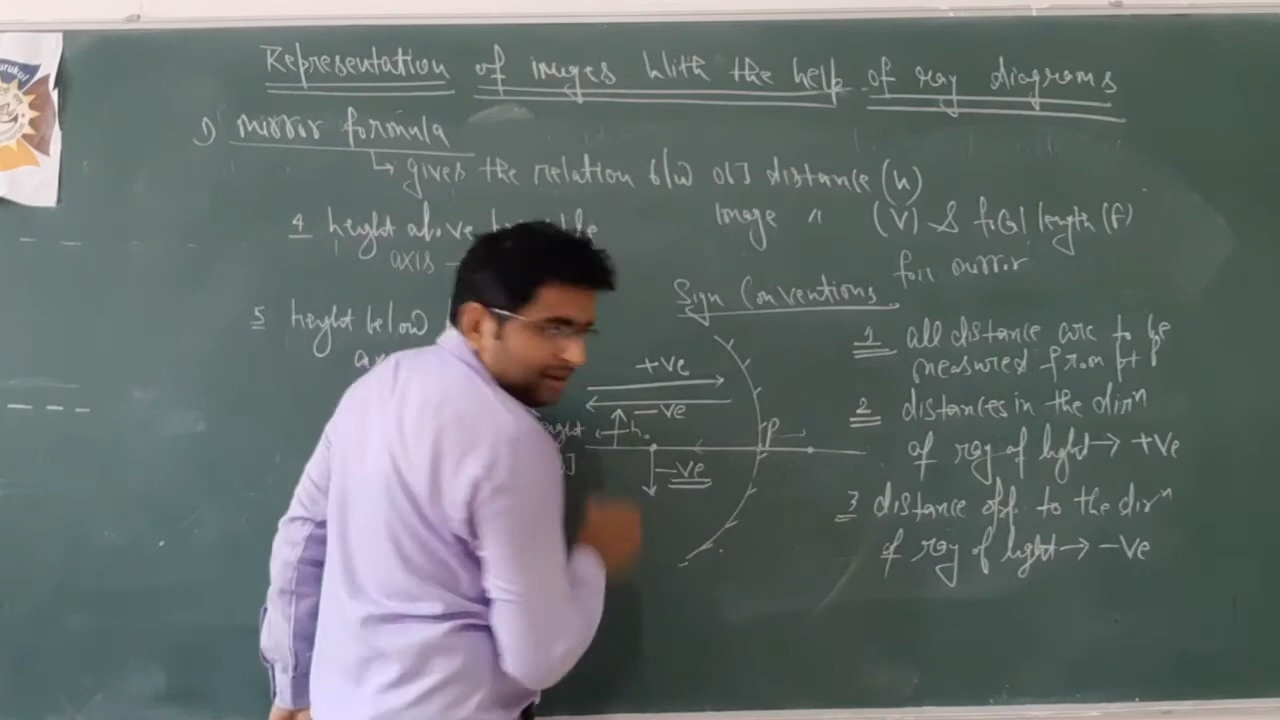 Representation of images With the help of ray diagrams
1) mirror formula
↳ gives the relation b/w obj distance (u)
image " (v) & focal length (f)
for mirror
4 height above
axis
5 height below
Sign Conventions
+ve
-ve
h
P
-ve
1 all distance are to be
measured from pt P
2 distances in the dirn
of ray of light → +ve
3 distance opp. to the dirn
of ray of light → -ve